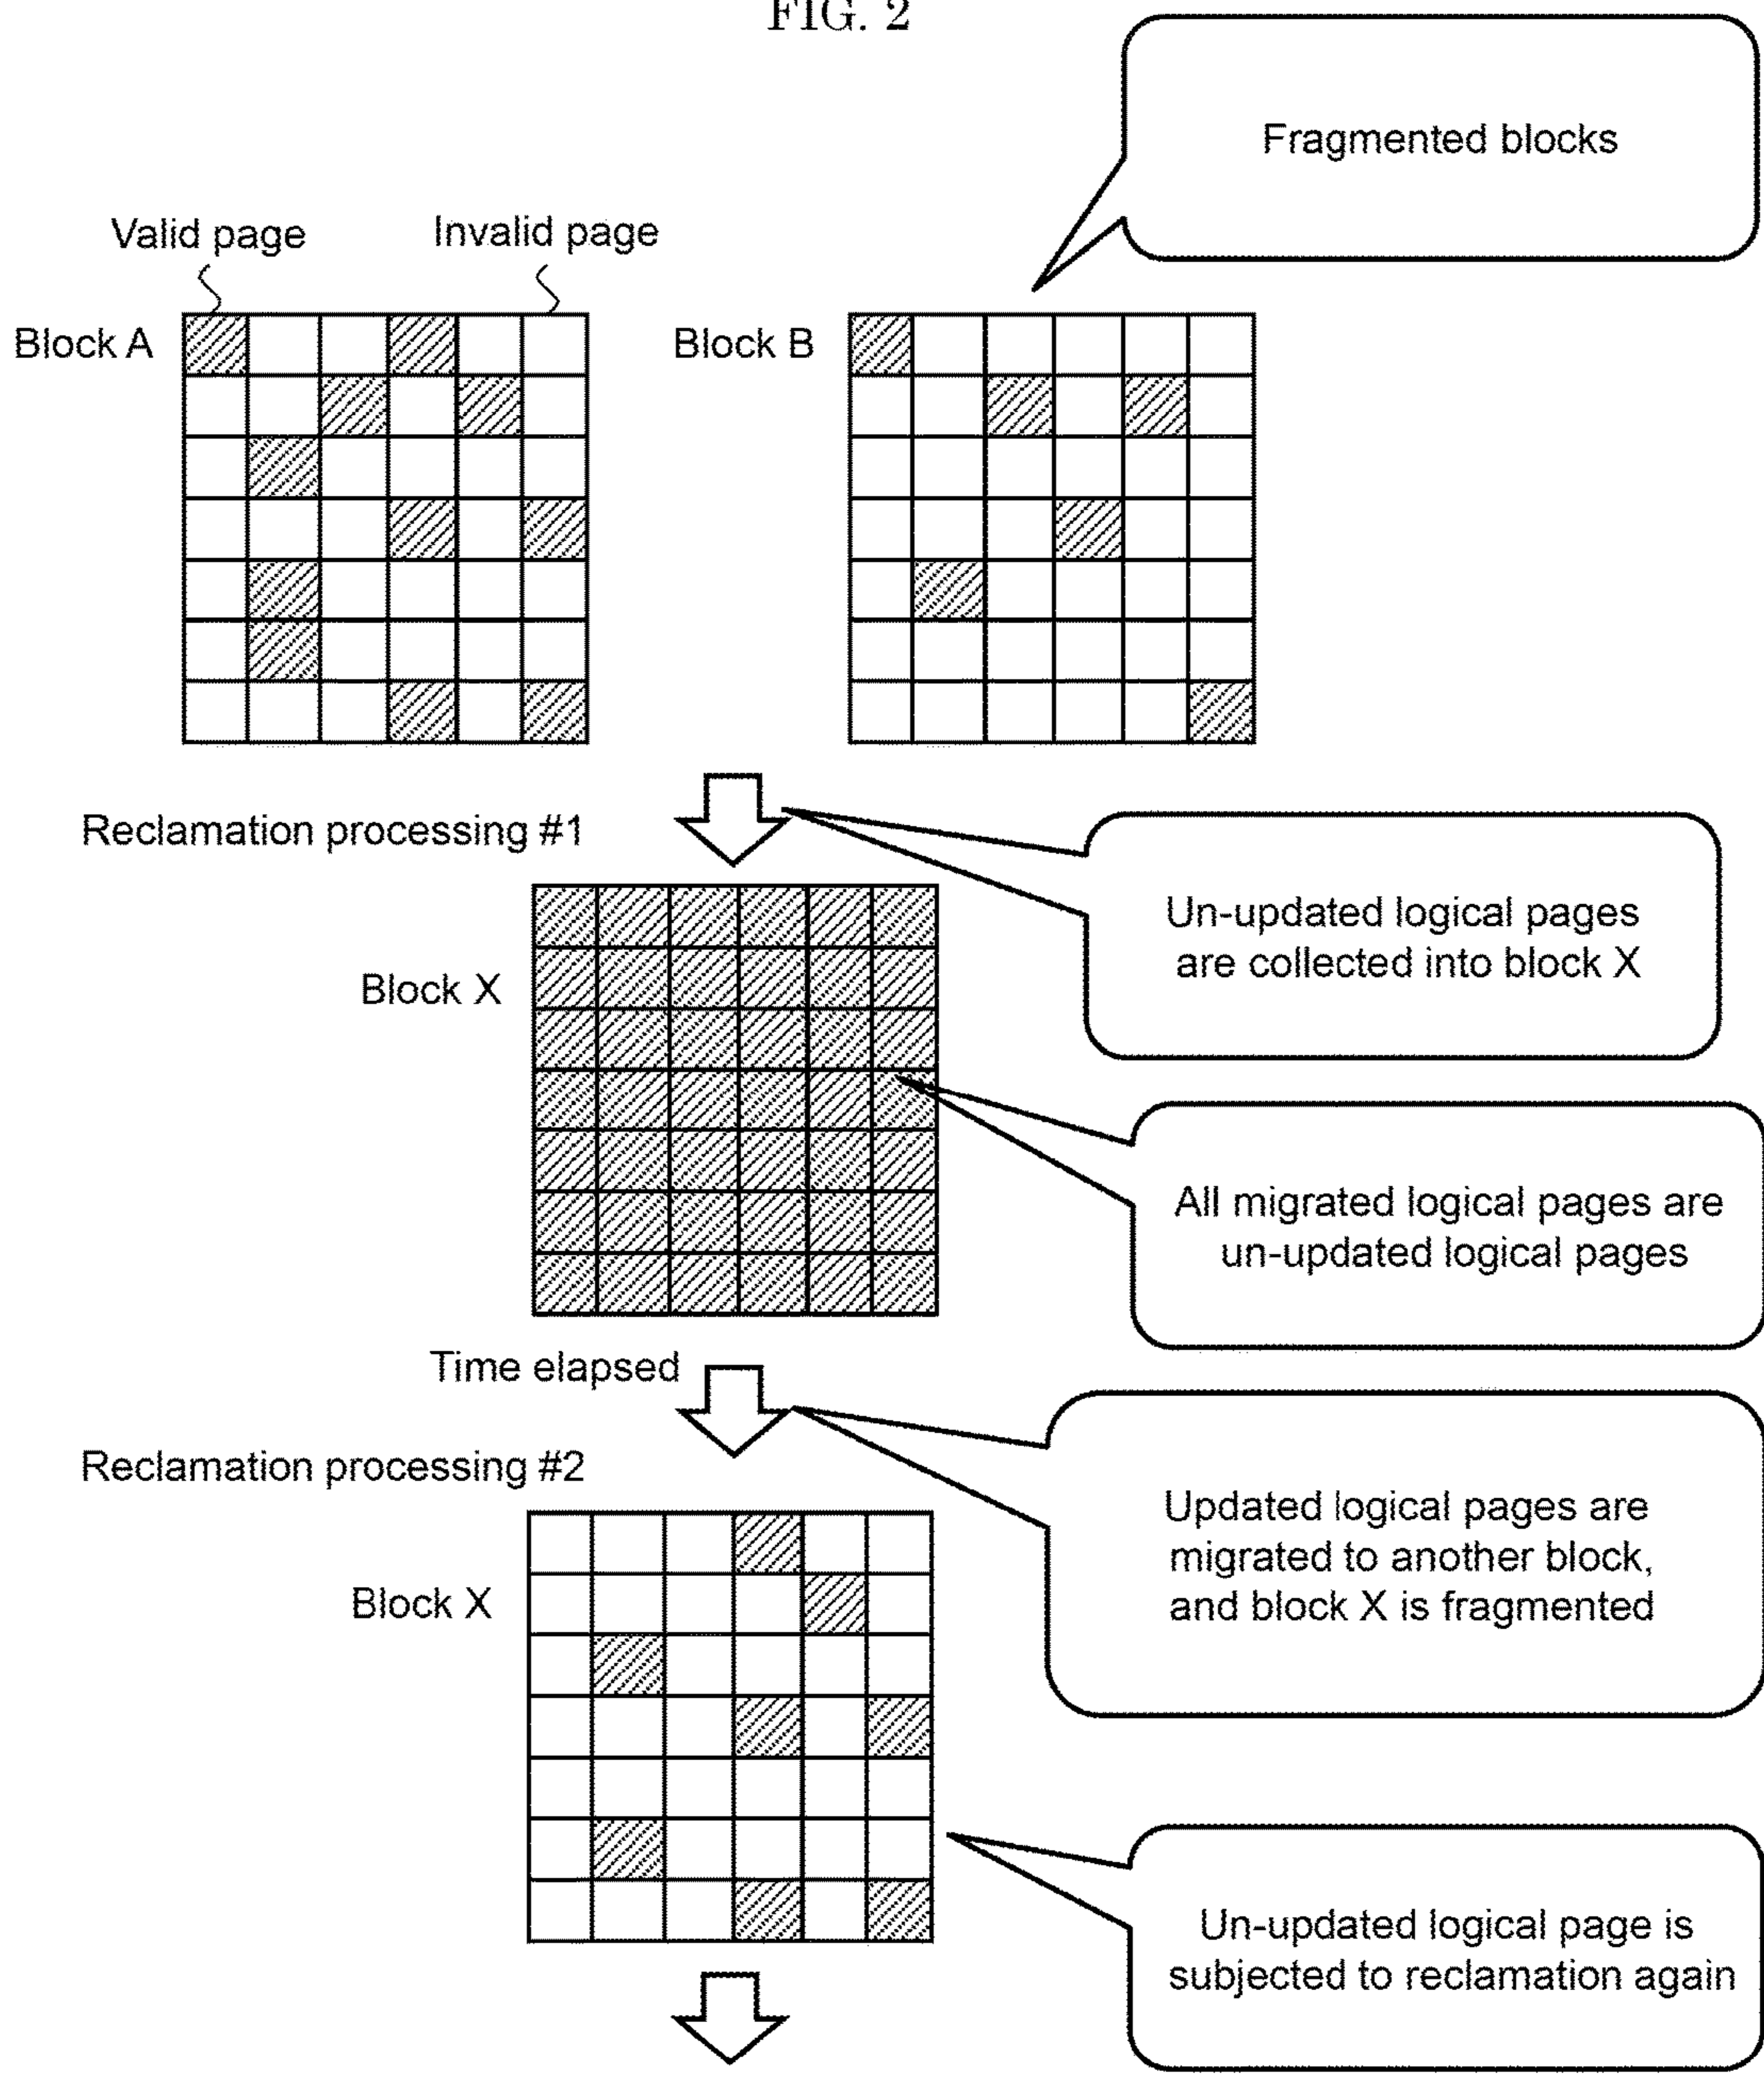 FIG. 2
Fragmented blocks
Valid page
Invalid page
Block A
Block B
Reclamation processing #1
Un-updated logical pages
are collected into block X
Block X
All migrated logical pages are
un-updated logical pages
Time elapsed
Reclamation processing #2
Updated logical pages are
migrated to another block,
and block X is fragmented
Block X
Un-updated logical page is
subjected to reclamation again